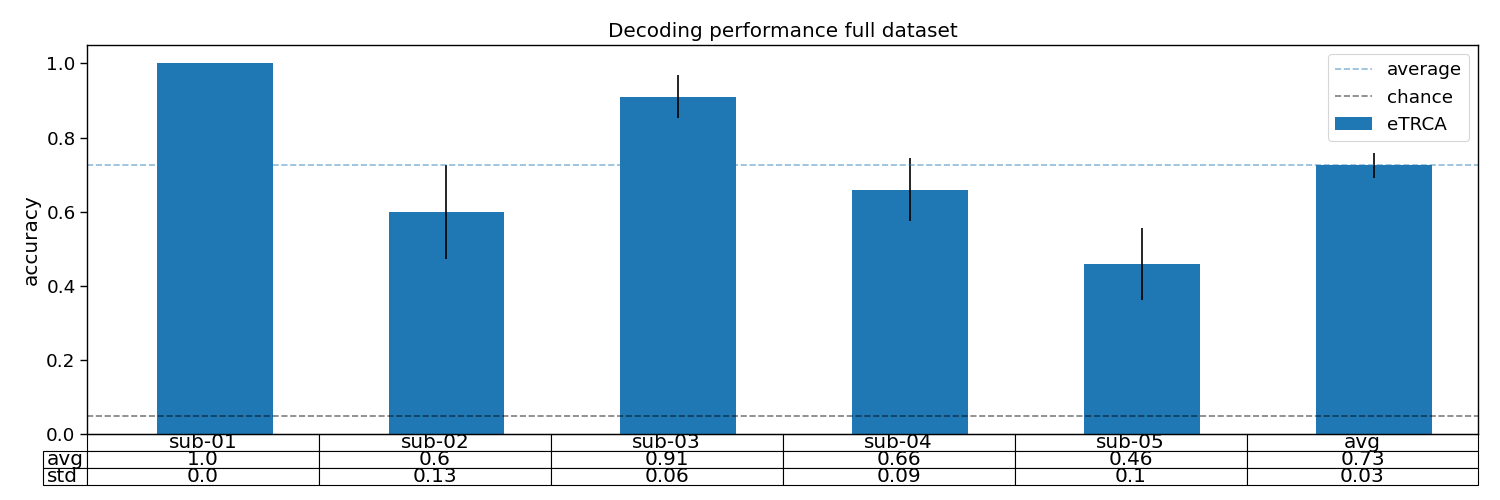 Decoding performance full dataset
1.0
0.8
0.6
0.4
0.2
0.0
accuracy
average
chance
eTRCA
sub-01 sub-02 sub-03 sub-04 sub-05 avg
avg 1.0 0.6 0.91 0.66 0.46 0.73
std 0.0 0.13 0.06 0.09 0.1 0.03